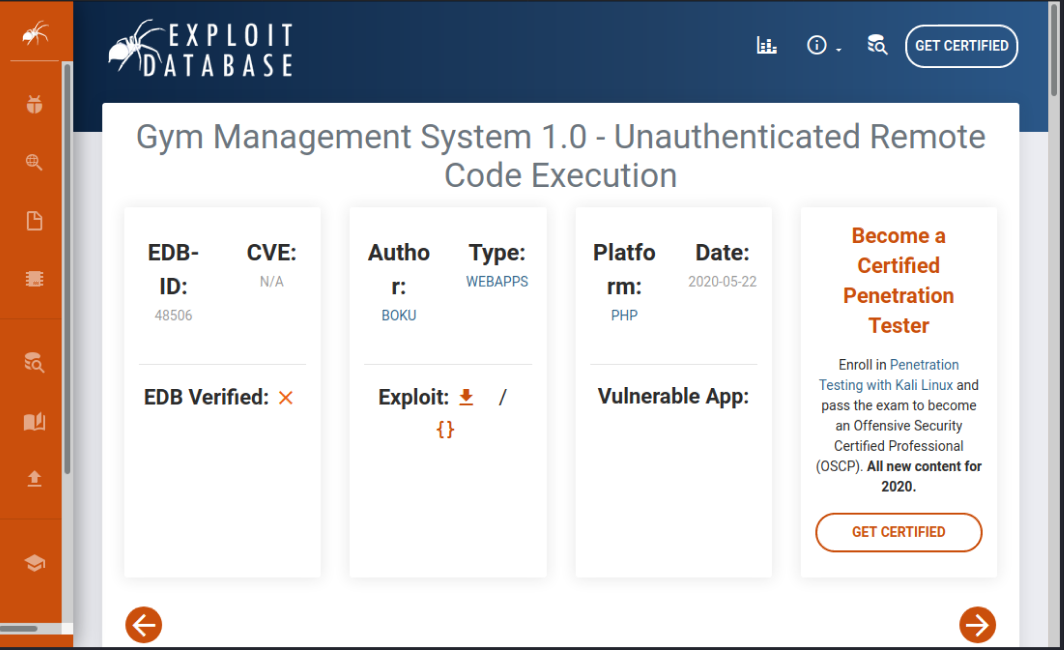 EXPLOIT
DATABASE
GET CERTIFIED
Gym Management System 1.0 - Unauthenticated Remote
Code Execution
EDB-
ID:
48506
CVE:
N/A
EDB Verified:
Autho
r:
BOKU
Type:
WEBAPPS
Exploit: /
{}
Platfo
rm:
PHP
Date:
2020-05-22
Vulnerable App:
Become a
Certified
Penetration
Tester
Enroll in Penetration
Testing with Kali Linux and
pass the exam to become
an Offensive Security
Certified Professional
(OSCP). All new content for
2020.
GET CERTIFIED